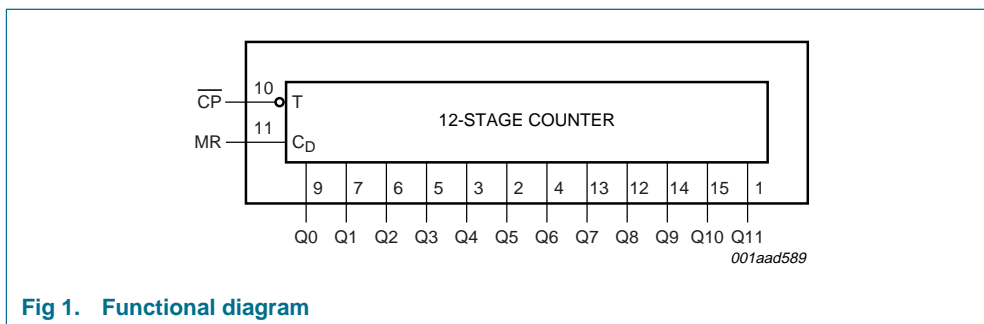 10
CP
T
12-STAGE COUNTER
11
MR
CD
9 7 6 5 3 2 4 13 12 14 15 1
Q0 Q1 Q2 Q3 Q4 Q5 Q6 Q7 Q8 Q9 Q10 Q11
001aad589
Fig 1. Functional diagram